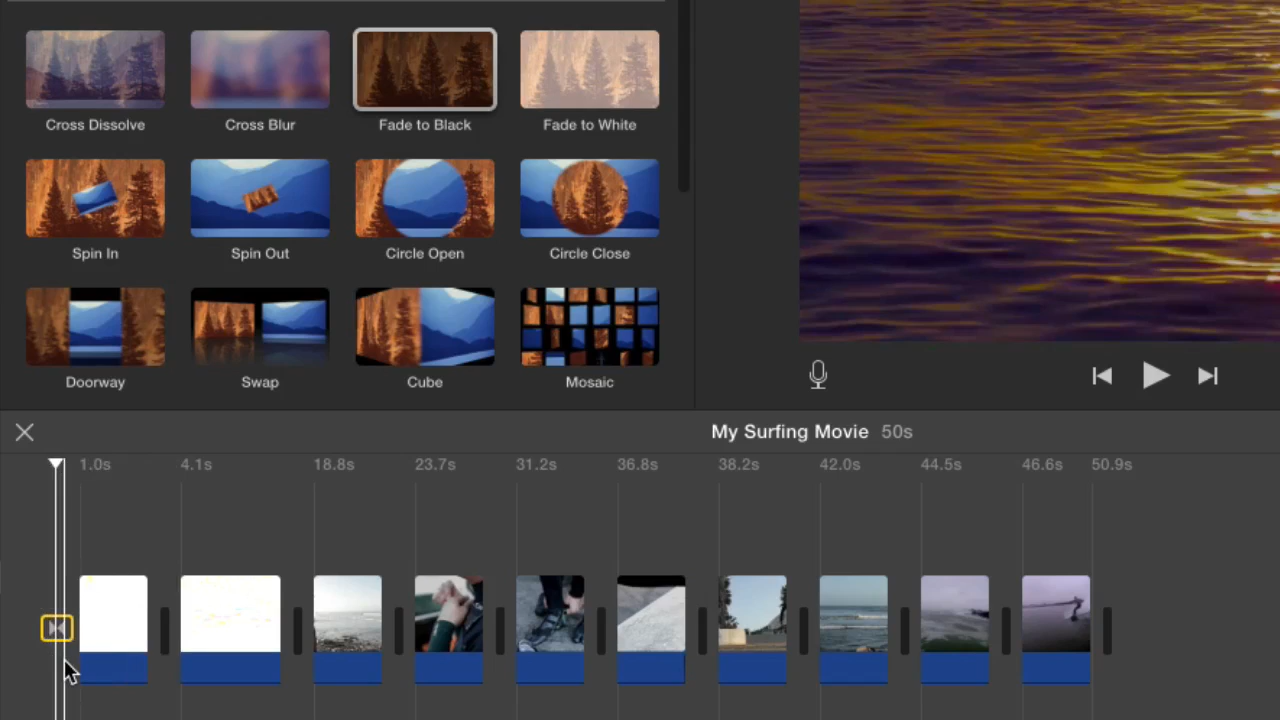 Cross Dissolve Cross Blur Fade to Black Fade to White
Spin In Spin Out Circle Open Circle Close
Doorway Swap Cube Mosaic
My Surfing Movie 50s
1.0s 4.1s 18.8s 23.7s 31.2s 36.8s 38.2s 42.0s 44.5s 46.6s 50.9s